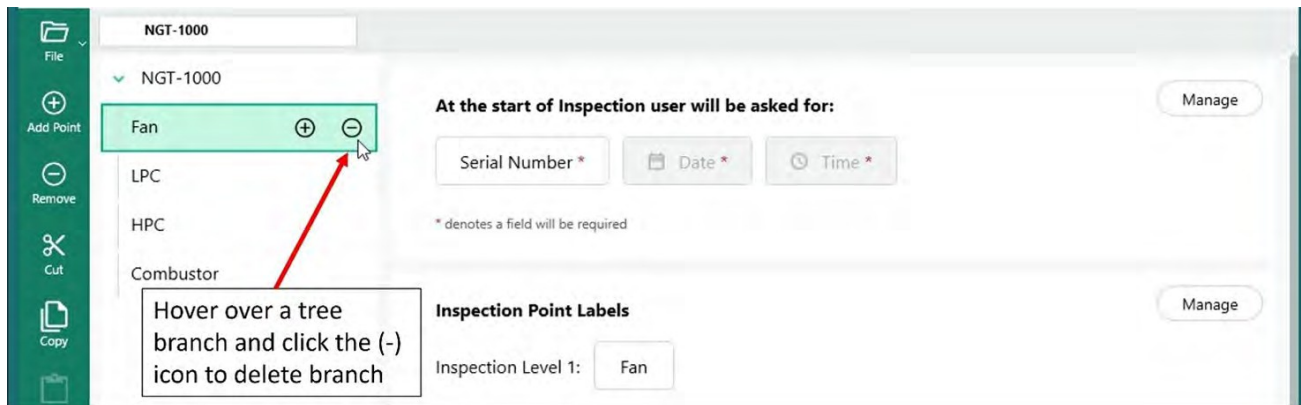 File
Add Point
Remove
Cut
Copy
NGT-1000
NGT-1000
Fan
LPC
HPC
Combustor
Hover over a tree
branch and click the (-)
icon to delete branch
At the start of Inspection user will be asked for:
Manage
Serial Number * Date * Time *
* denotes a field will be required
Inspection Point Labels
Manage
Inspection Level 1: Fan